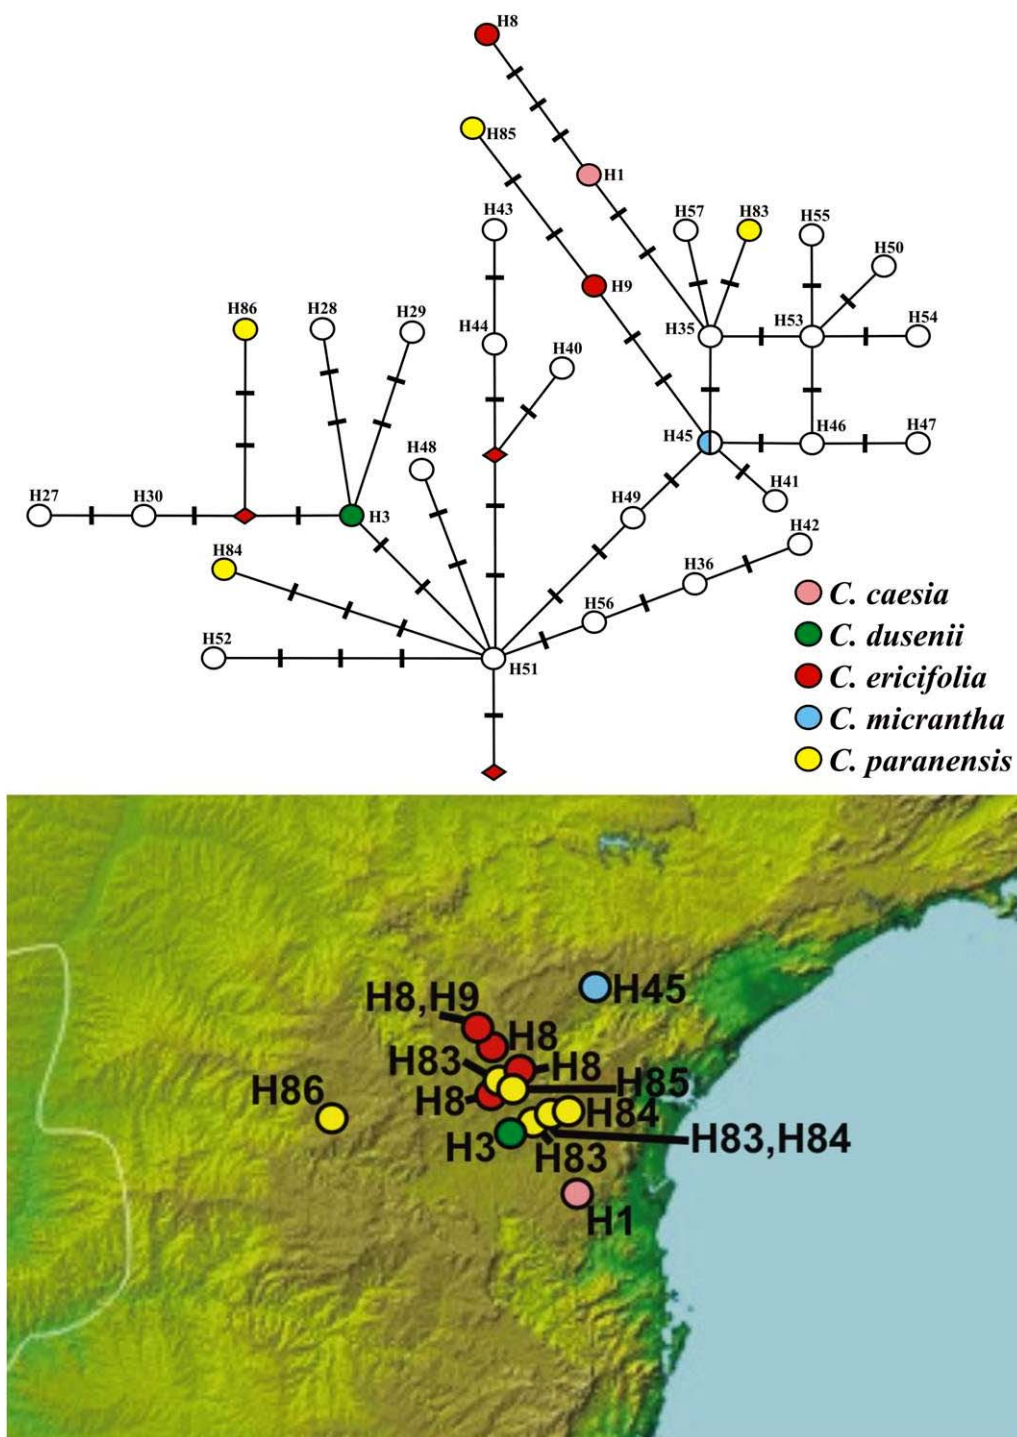 H8
H85
H1
H43
H57
H83
H55
H50
H9
H86
H28
H29
H44
H35
H53
H54
H40
H48
H45
H46
H47
H27
H30
H3
H49
H41
H42
H84
H36
H56
H52
H51
C. caesia
C. dusenii
C. ericifolia
C. micrantha
C. paranensis
H8,H9
H45
H8
H83
H8
H85
H86
H8
H84
H3
H83
H83,H84
H1